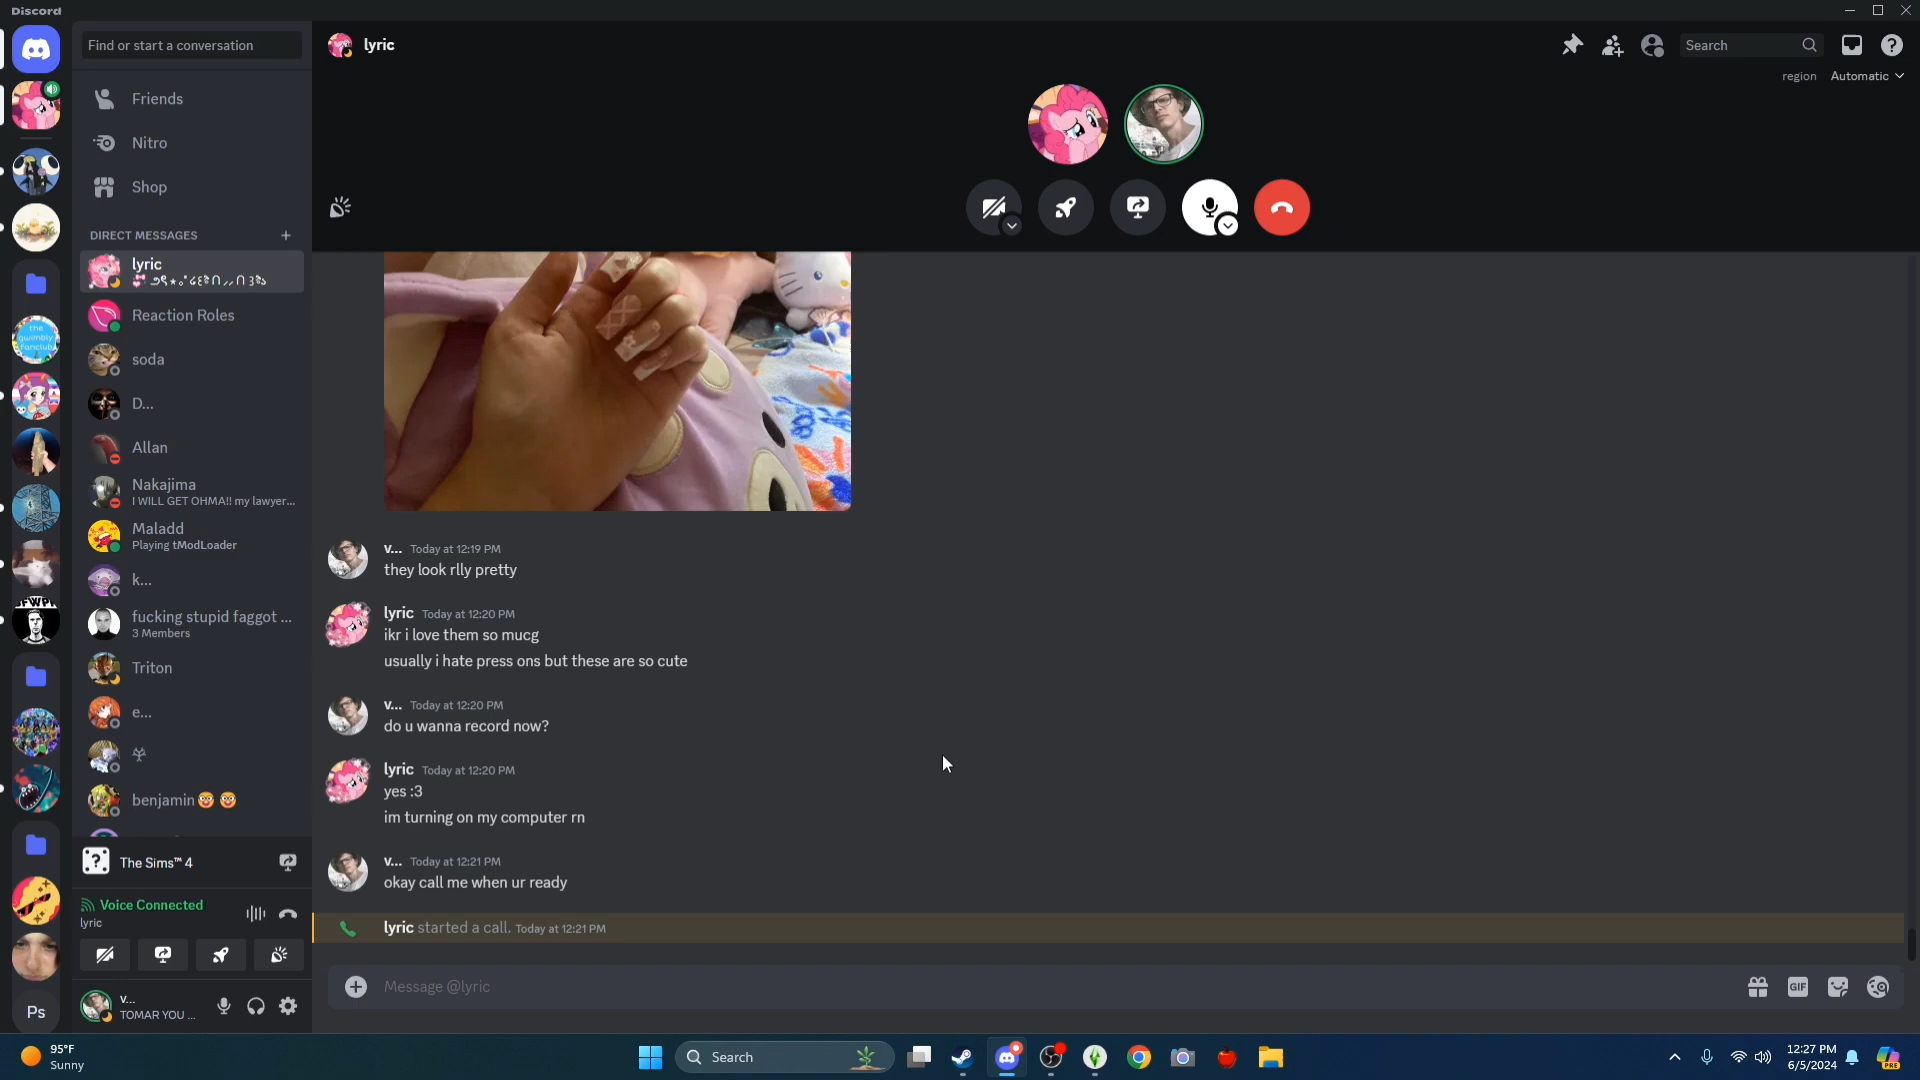 Discord
Find or start a conversation
lyric
Search
region Automatic
Friends
Nitro
Shop
DIRECT MESSAGES
lyric
Reaction Roles
soda
D...
Allan
Nakajima
I WILL GET OHMA!! my lawyer...
Maladd
Playing tModLoader
k...
fucking stupid faggot ...
3 Members
Triton
e...
benjamin🤡 🤡
the
qwimbly
fanclub
Ps
The Sims™ 4
Voice Connected
lyric
v...
TOMAR YOU ...
v... Today at 12:19 PM
they look rlly pretty
lyric Today at 12:20 PM
ikr i love them so mucg
usually i hate press ons but these are so cute
v... Today at 12:20 PM
do u wanna record now?
lyric Today at 12:20 PM
yes :3
im turning on my computer rn
v... Today at 12:21 PM
okay call me when ur ready
lyric started a call. Today at 12:21 PM
Message @lyric
GIF
95°F
Sunny
Search
12:27 PM
6/5/2024
PRE